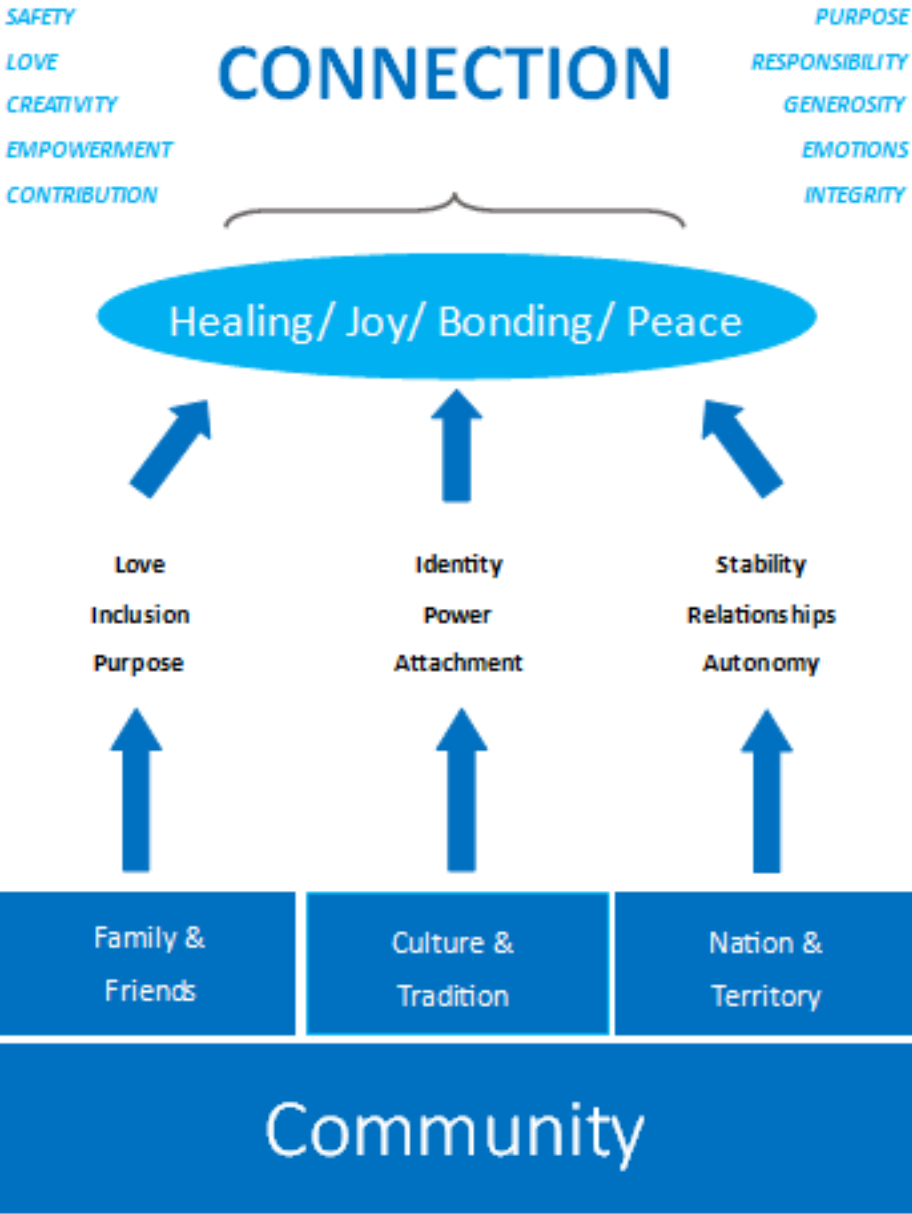 SAFETY
LOVE
CREATIVITY
EMPOWERMENT
CONTRIBUTION
CONNECTION
PURPOSE
RESPONSIBILITY
GENEROSITY
EMOTIONS
INTEGRITY
Healing/ Joy/ Bonding/ Peace
Love
Inclusion
Purpose
Identity
Power
Attachment
Stability
Relationships
Autonomy
Family &
Friends
Culture &
Tradition
Nation &
Territory
Community